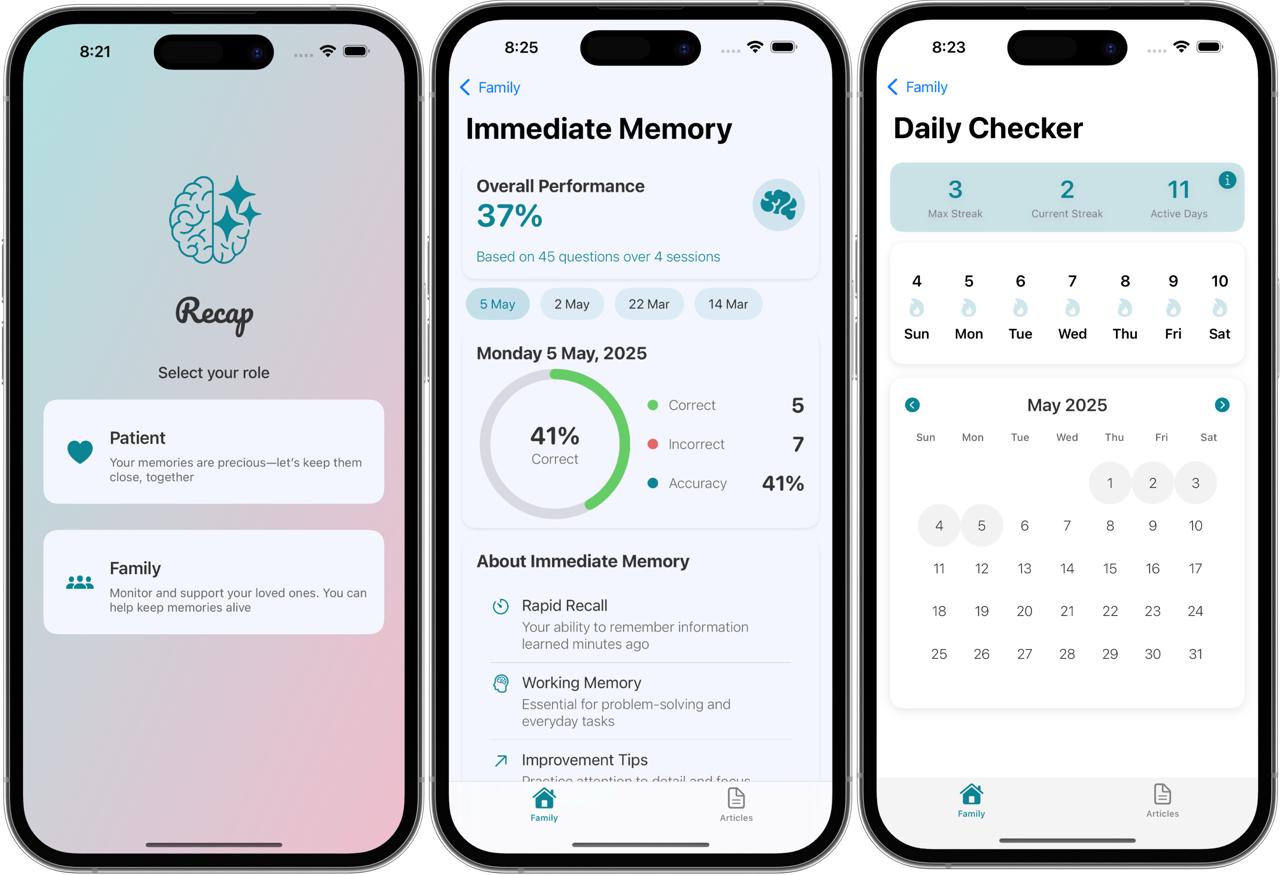 8:21
Recap
Select your role
Patient
Your memories are precious—let's keep them
close, together
Family
Monitor and support your loved ones. You can
help keep memories alive
8:25
Family
Immediate Memory
Overall Performance
37%
Based on 45 questions over 4 sessions
5 May 2 May 22 Mar 14 Mar
Monday 5 May, 2025
41%
Correct
Correct 5
Incorrect 7
Accuracy 41%
About Immediate Memory
Rapid Recall
Your ability to remember information
learned minutes ago
Working Memory
Essential for problem-solving and
everyday tasks
Improvement Tips
Practice attention to detail and focus
Family Articles
8:23
Family
Daily Checker
3 2 11
Max Streak Current Streak Active Days
4 5 6 7 8 9 10
Sun Mon Tue Wed Thu Fri Sat
May 2025
Sun Mon Tue Wed Thu Fri Sat
1 2 3
4 5 6 7 8 9 10
11 12 13 14 15 16 17
18 19 20 21 22 23 24
25 26 27 28 29 30 31
Family Articles